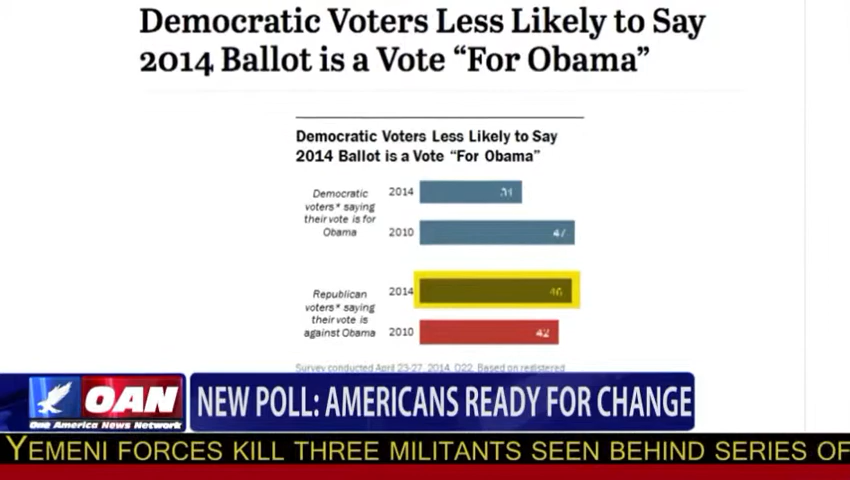 Democratic Voters Less Likely to Say
2014 Ballot is a Vote “For Obama”
Democratic Voters Less Likely to Say
2014 Ballot is a Vote “For Obama”
Democratic
voters* saying
their vote is for
Obama
2014
31
2010
47
Republican
voters* saying
their vote is
against Obama
2014
46
2010
42
Survey conducted April 23-27, 2014. Q22. Based on registered
OAN
One America News Network
NEW POLL: AMERICANS READY FOR CHANGE
YEMENI FORCES KILL THREE MILITANTS SEEN BEHIND SERIES OF